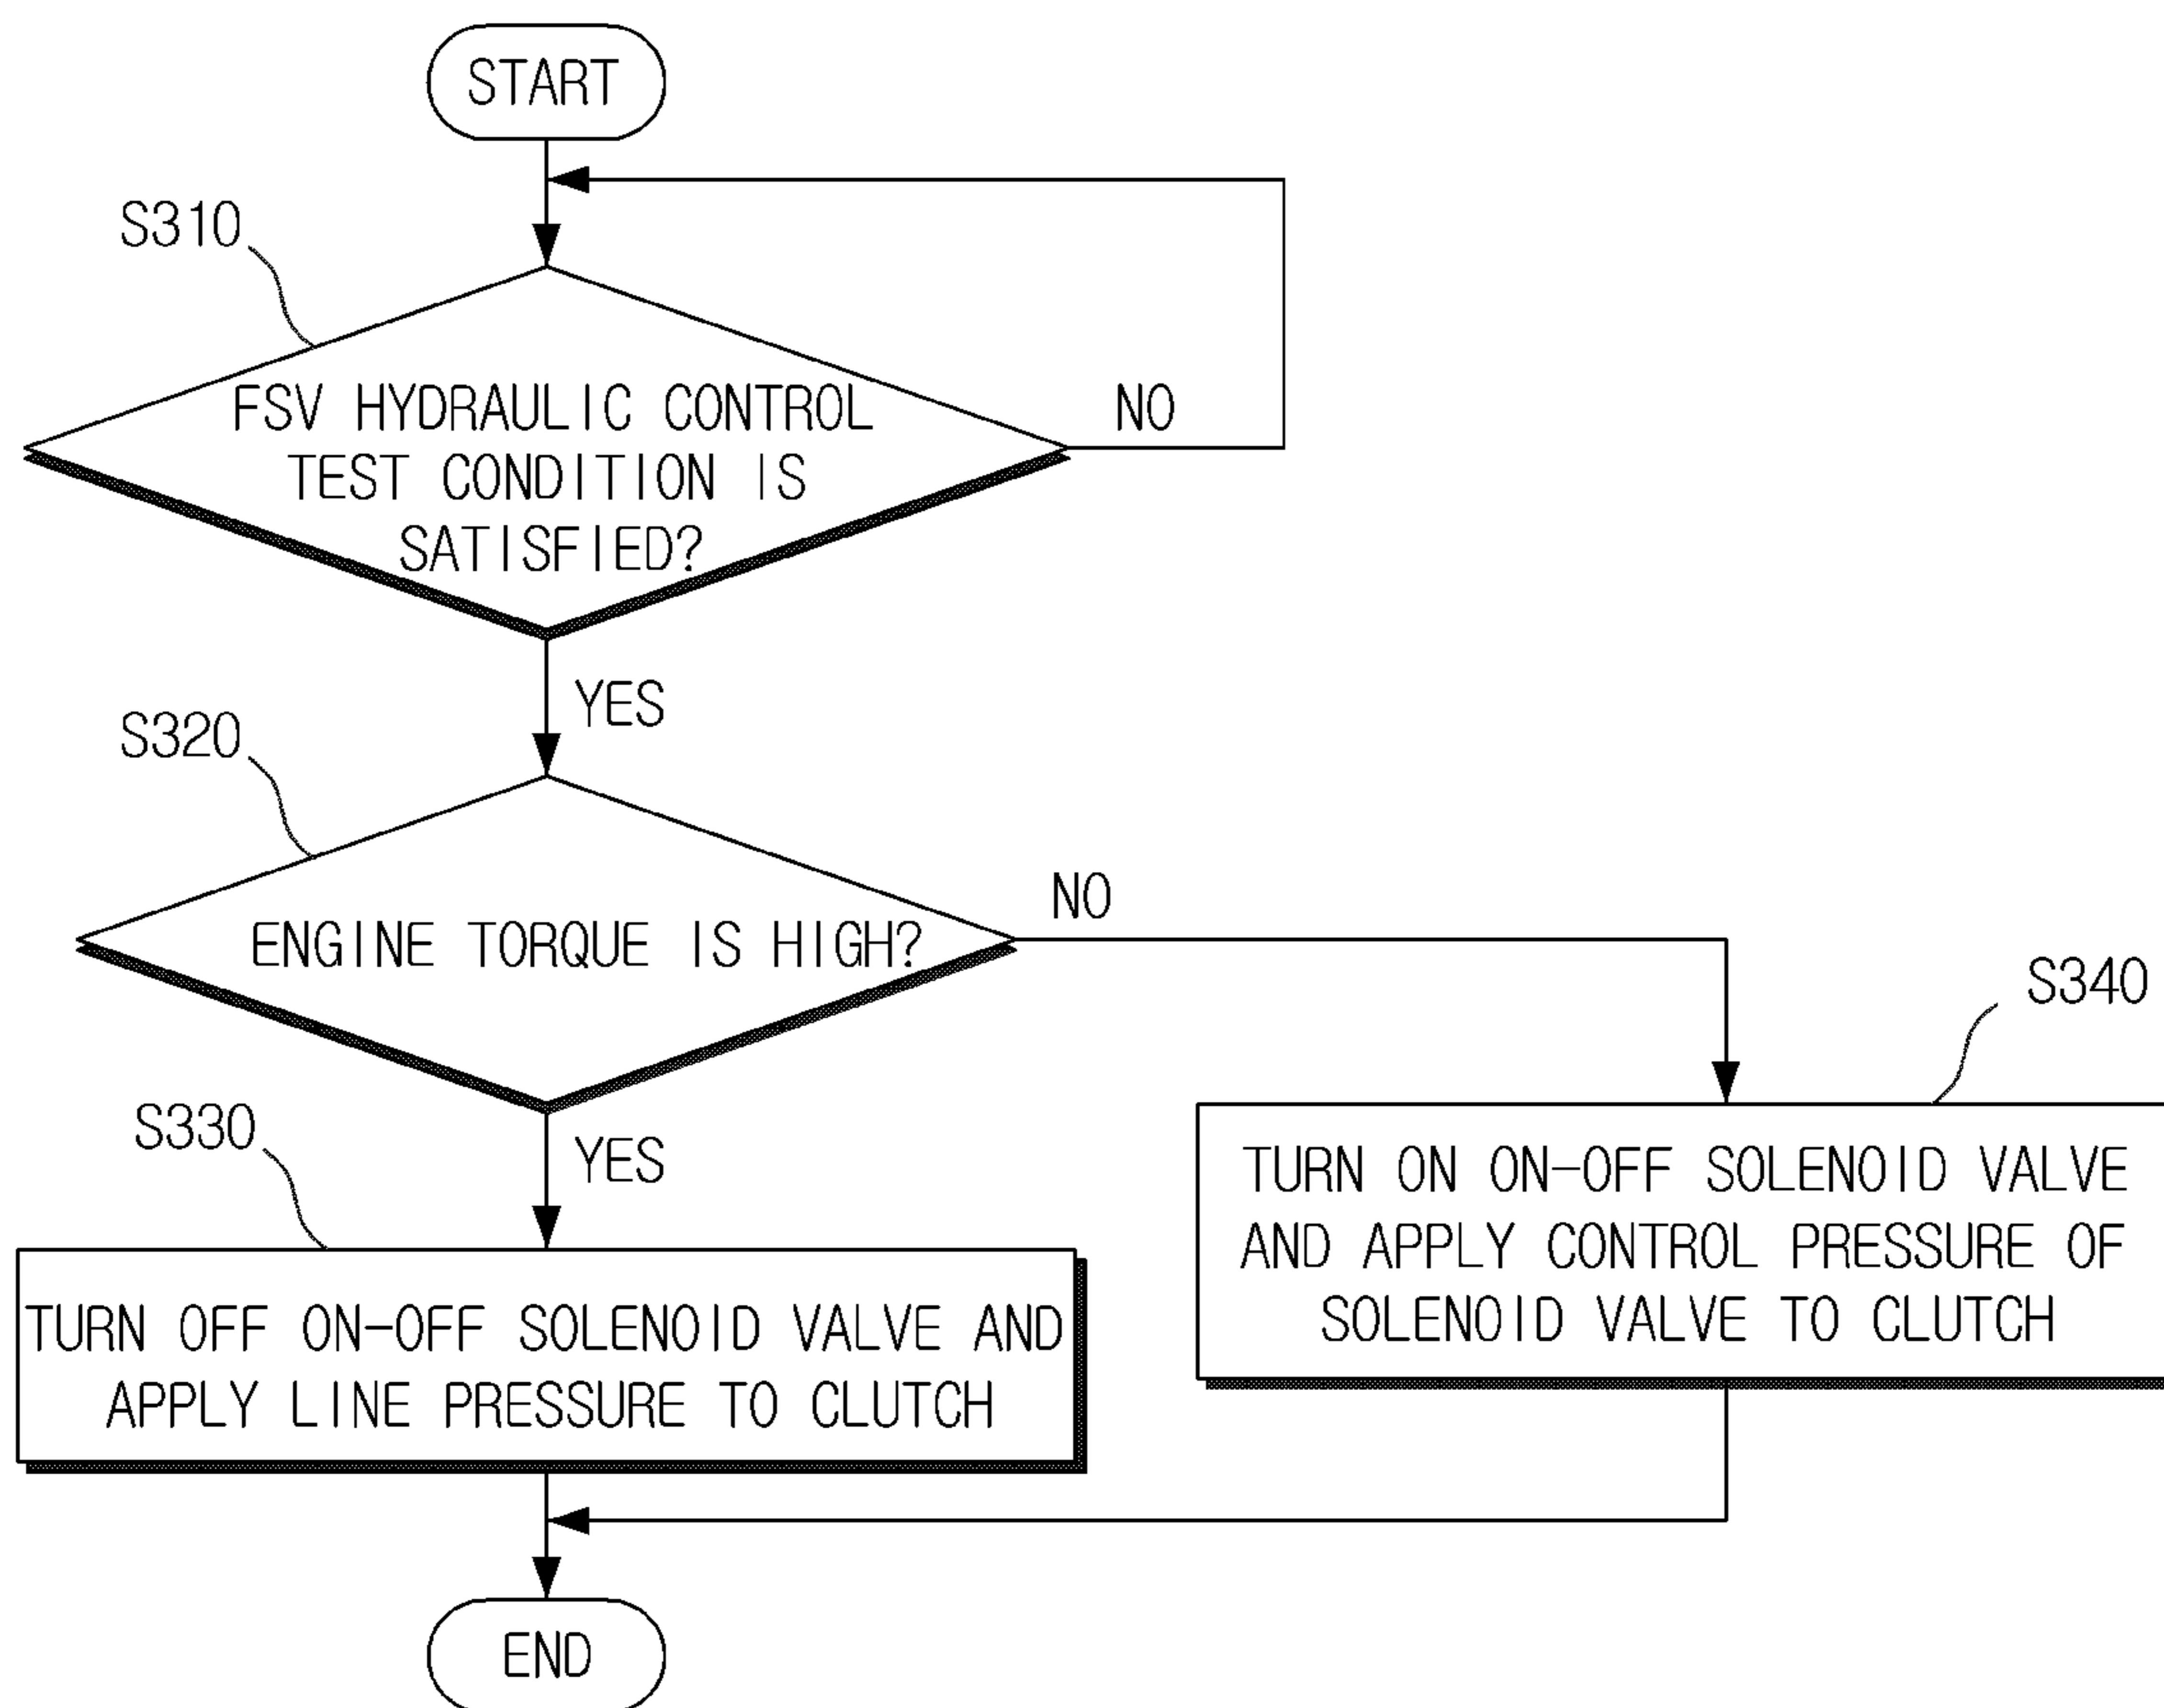 START
S310
FSV HYDRAULIC CONTROL
TEST CONDITION IS
SATISFIED?
NO
YES
S320
ENGINE TORQUE IS HIGH?
NO
S340
YES
S330
TURN ON ON-OFF SOLENOID VALVE
AND APPLY CONTROL PRESSURE OF
SOLENOID VALVE TO CLUTCH
TURN OFF ON-OFF SOLENOID VALVE AND
APPLY LINE PRESSURE TO CLUTCH
END